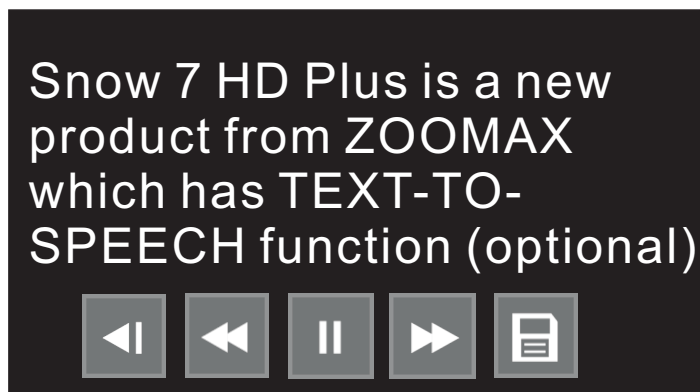 Snow 7 HD Plus is a new
product from ZOOMAX
which has TEXT-TO-
SPEECH function (optional)